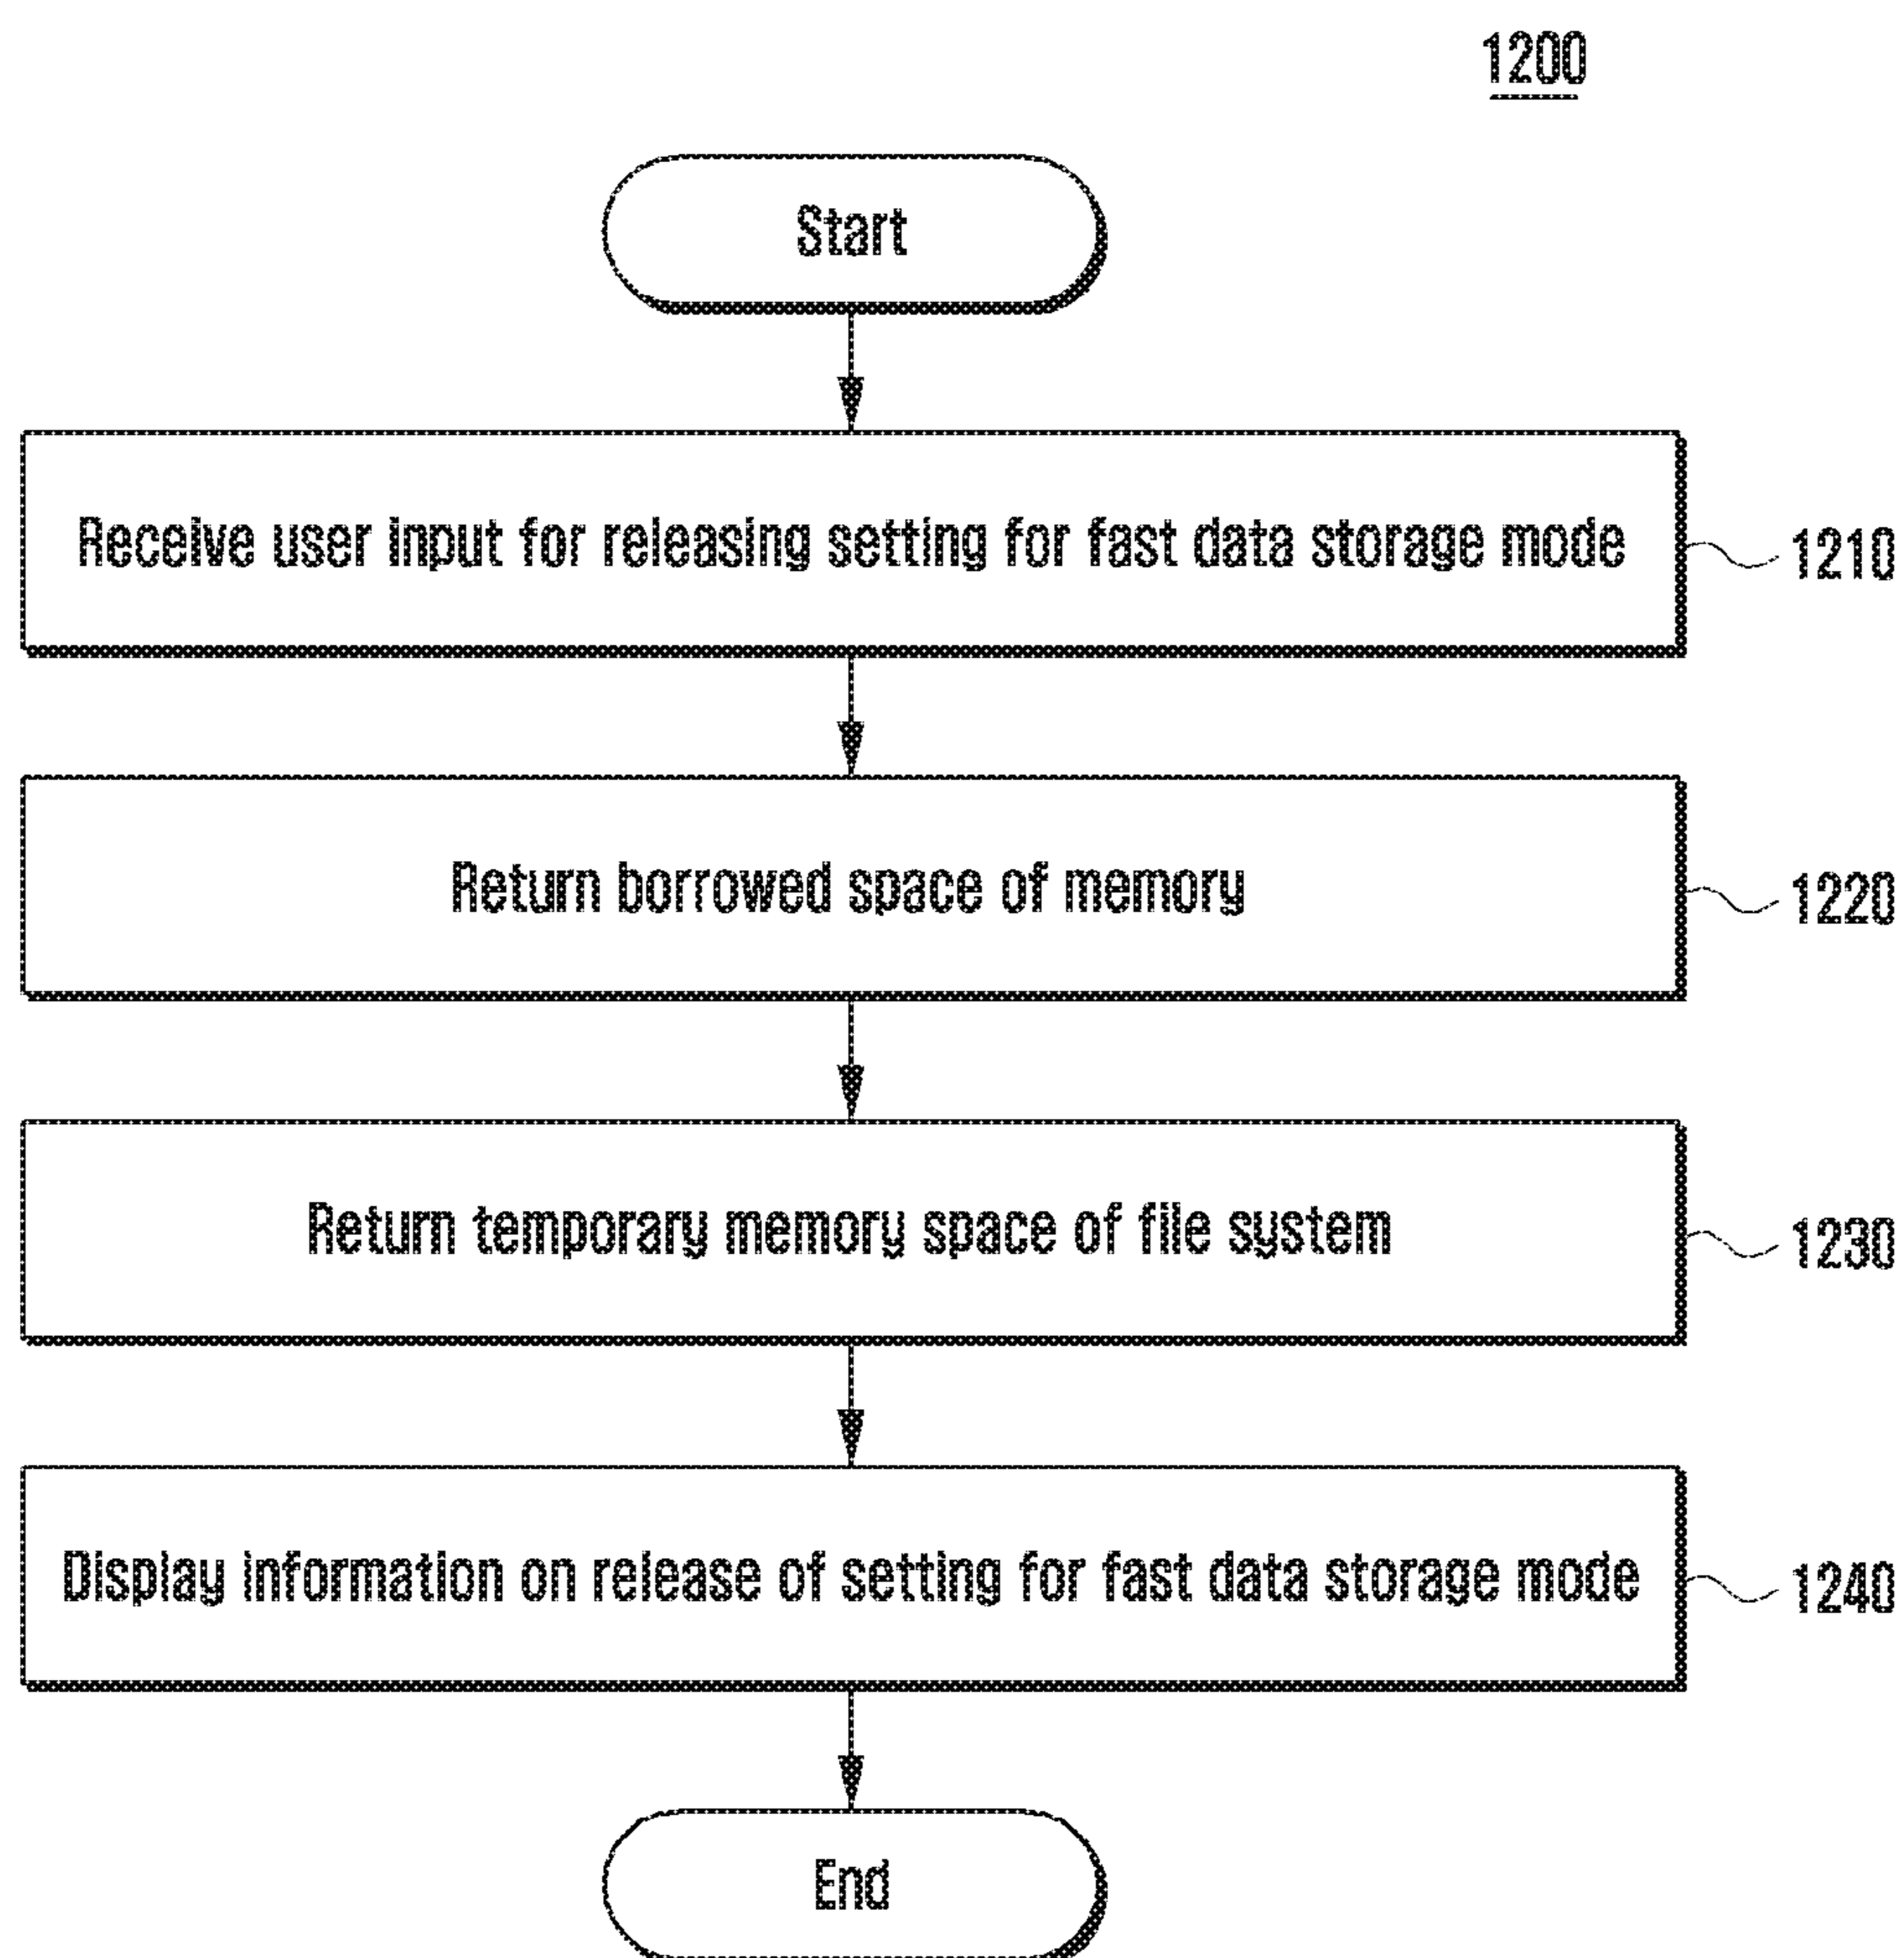 1200
Start
Receive user input for releasing setting for fast data storage mode
1210
Return borrowed space of memory
1220
Return temporary memory space of file system
1230
Display information on release of setting for fast data storage mode
1240
End